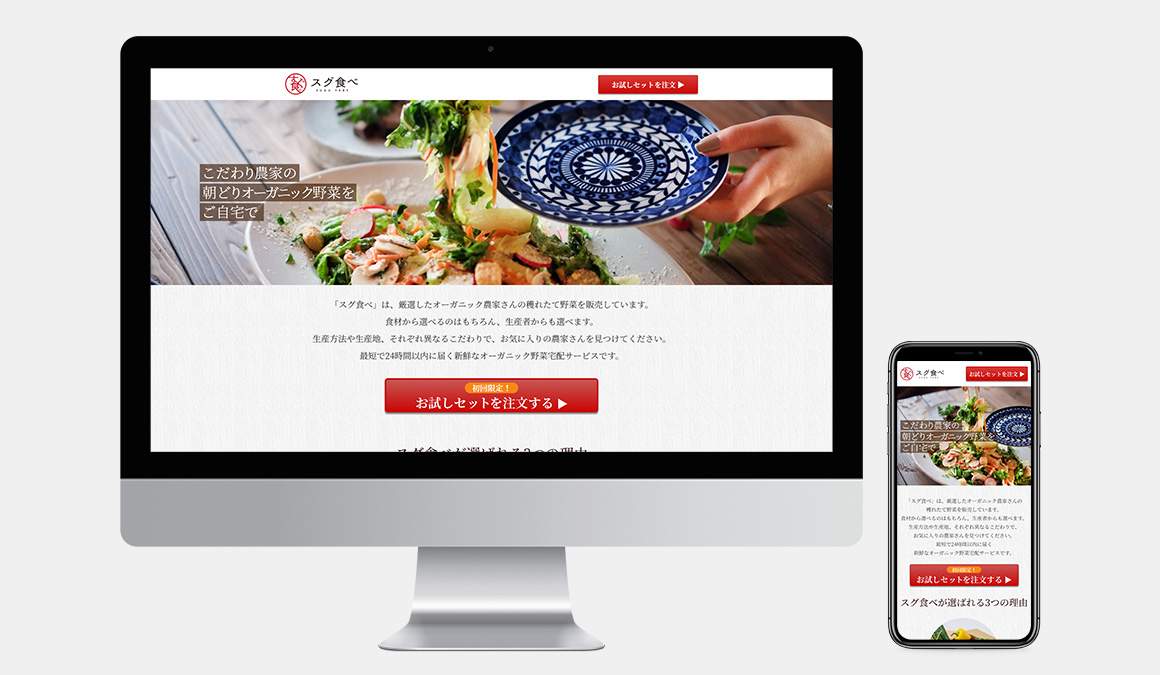 スグ食べ
SUGU TABE
お試しセットを注文 ▶
こだわり農家の
朝どりオーガニック野菜を
ご自宅で
「スグ食べ」は、厳選したオーガニック農家さんの穫れたて野菜を販売しています。
食材から選べるのはもちろん、生産者からも選べます。
生産方法や生産地、それぞれ異なるこだわりで、お気に入りの農家さんを見つけてください。
最短で24時間以内に届く新鮮なオーガニック野菜宅配サービスです。
初回限定！
お試しセットを注文する ▶
スグ食べが選ばれる3つの理由
スグ食べ
お試しセットを注文 ▶
こだわり農家の
朝どりオーガニック野菜を
ご自宅で
「スグ食べ」は、厳選したオーガニック農家さんの
穫れたて野菜を販売しています。
食材から選べるのはもちろん、生産者からも選べます。
生産方法や生産地、それぞれ異なるこだわりで、
お気に入りの農家さんを見つけてください。
最短で24時間以内に届く
新鮮なオーガニック野菜宅配サービスです。
初回限定！
お試しセットを注文する ▶
スグ食べが選ばれる3つの理由